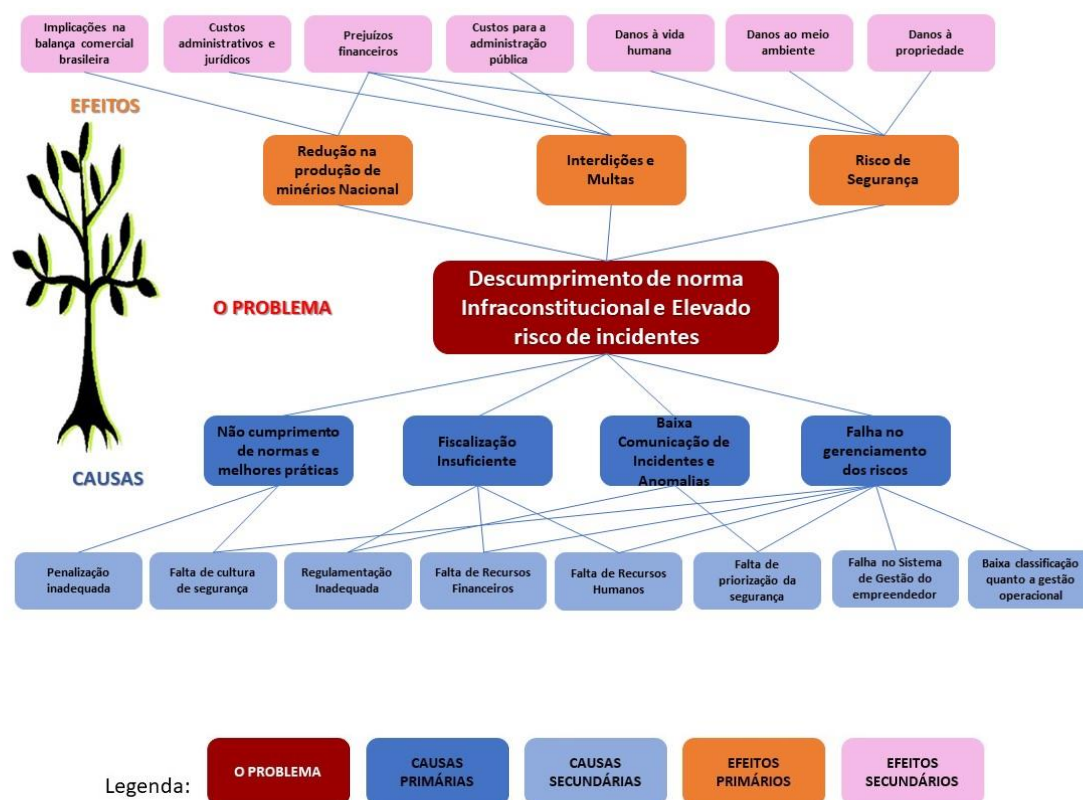 Implicações na
balança comercial
brasileira
Custos
administrativos e
jurídicos
Prejuízos
financeiros
Custos para a
administração
pública
Danos à vida
humana
Danos ao meio
ambiente
Danos à
propriedade
EFEITOS
Redução na
produção de
minérios Nacional
Interdições e
Multas
Risco de
Segurança
O PROBLEMA
Descumprimento de norma
Infraconstitucional e Elevado
risco de incidentes
CAUSAS
Não cumprimento
de normas e
melhores práticas
Fiscalização
Insuficiente
Baixa
Comunicação de
Incidentes e
Anomalias
Falha no
gerenciamento
dos riscos
Penalização
inadequada
Falta de cultura
de segurança
Regulamentação
Inadequada
Falta de Recursos
Financeiros
Falta de Recursos
Humanos
Falta de
priorização da
segurança
Falha no Sistema
de Gestão do
empreendedor
Baixa classificação
quanto a gestão
operacional
Legenda:
O PROBLEMA
CAUSAS
PRIMÁRIAS
CAUSAS
SECUNDÁRIAS
EFEITOS
PRIMÁRIOS
EFEITOS
SECUNDÁRIOS